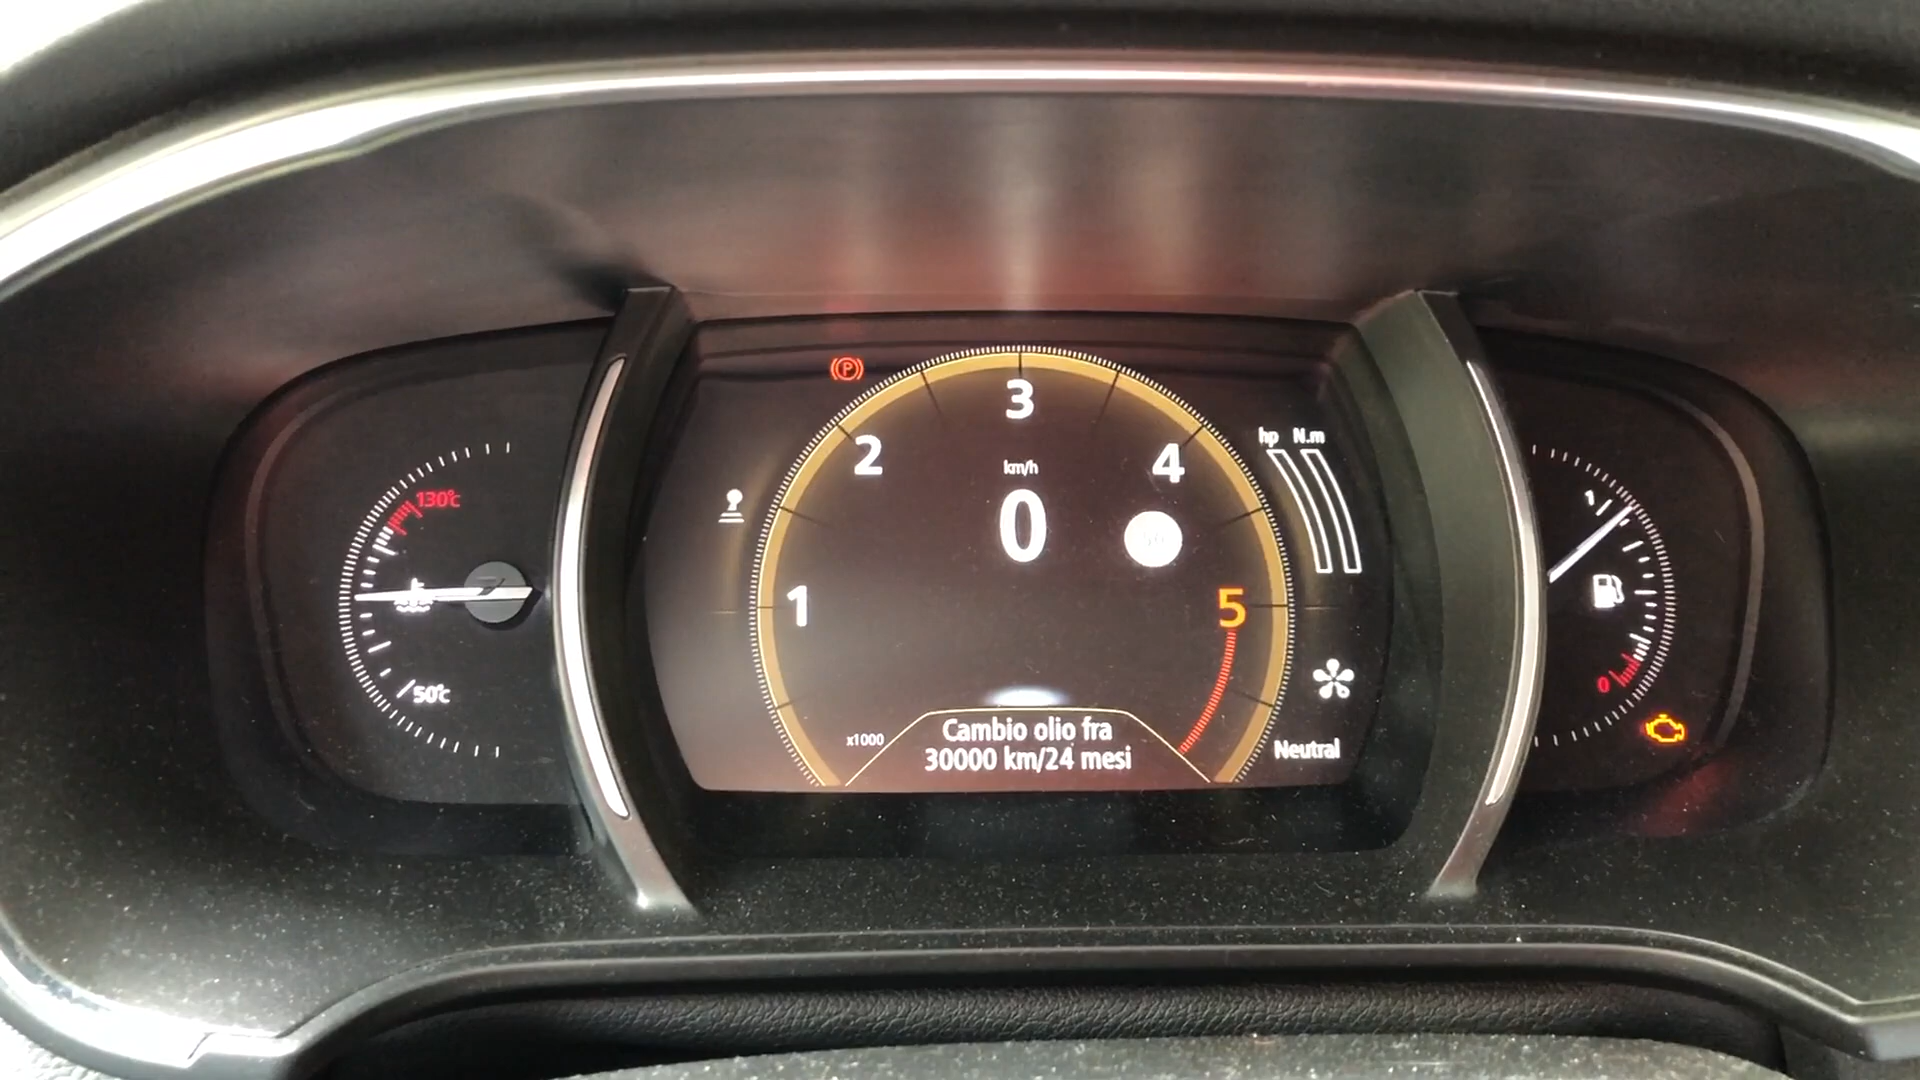 3
2
4
hp N.m
km/h
130°c
0
1
1
5
50°c
0
x1000
Cambio olio fra
30000 km/24 mesi
Neutral
P